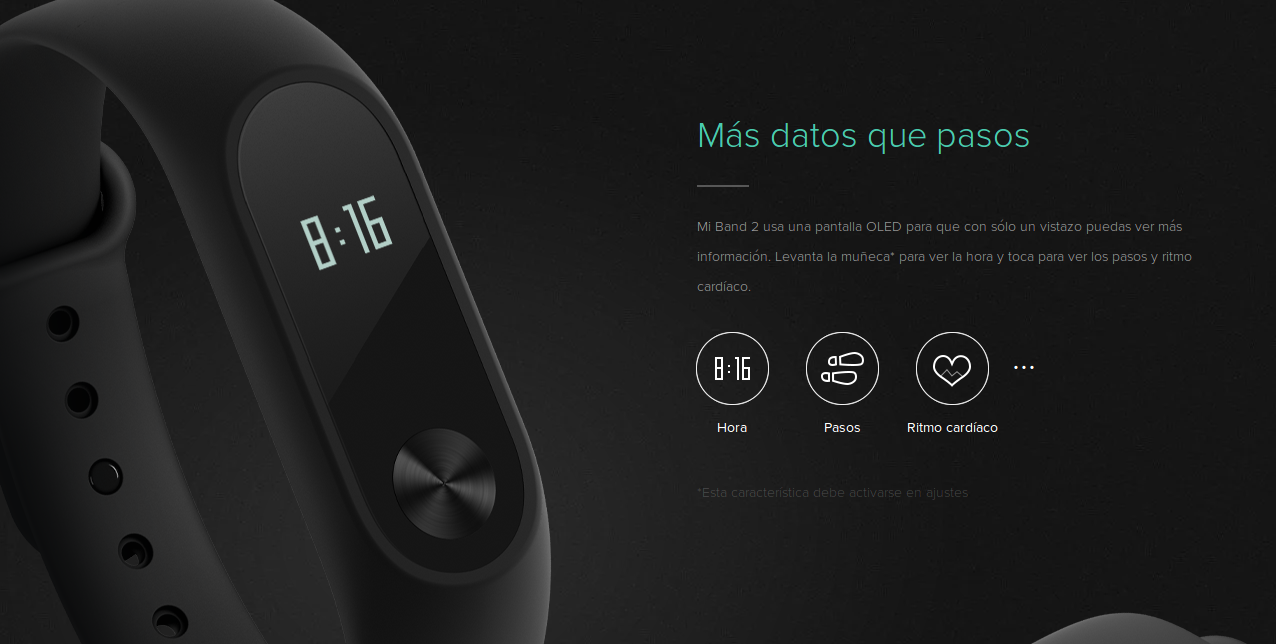 8:16
Más datos que pasos
Mi Band 2 usa una pantalla OLED para que con sólo un vistazo puedas ver más
información. Levanta la muñeca* para ver la hora y toca para ver los pasos y ritmo
cardíaco.
8:16
...
Hora Pasos Ritmo cardíaco
*Esta característica debe activarse en ajustes